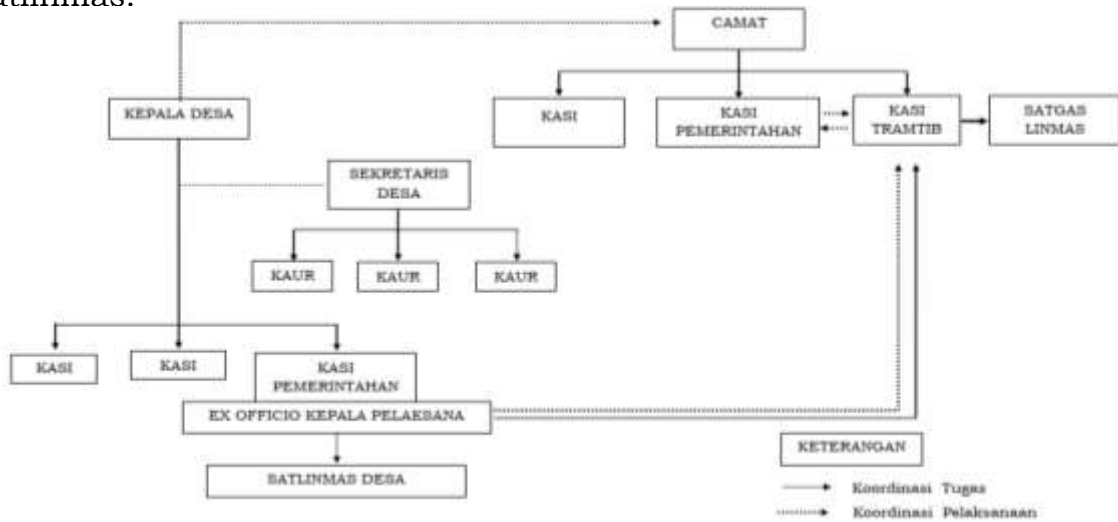 CAMAT
KEPALA DESA
KASI
KASI
PEMERINTAHAN
KASI
TRAMTIB
SATGAS
LINMAS
SEKRETARIS
DESA
KAUR
KAUR
KAUR
KASI
KASI
KASI
PEMERINTAHAN
EX OFFICIO KEPALA PELAKSANA
SATLINMAS DESA
KETERANGAN
Koordinasi Tugas
Koordinasi Pelaksanaan